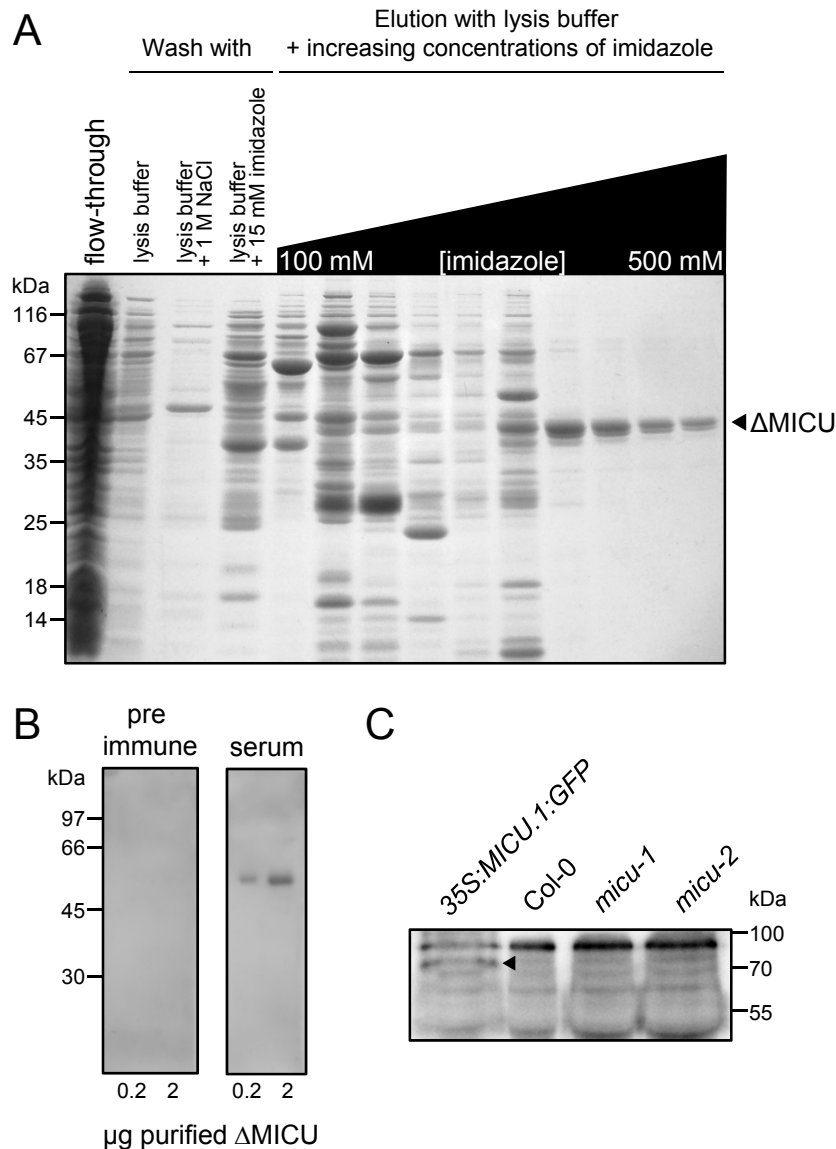 A
Wash with
Elution with lysis buffer
+ increasing concentrations of imidazole
flow-through
lysis buffer
lysis buffer
+ 1 M NaCl
lysis buffer
+ 15 mM imidazole
100 mM [imidazole] 500 mM
kDa
116
67
45
35
25
18
14
◄ΔMICU
B
pre
immune
serum
kDa
97
66
45
30
0.2 2 0.2 2
µg purified ΔMICU
C
35S:MICU.1:GFP
Col-0
micu-1
micu-2
kDa
100
70
55